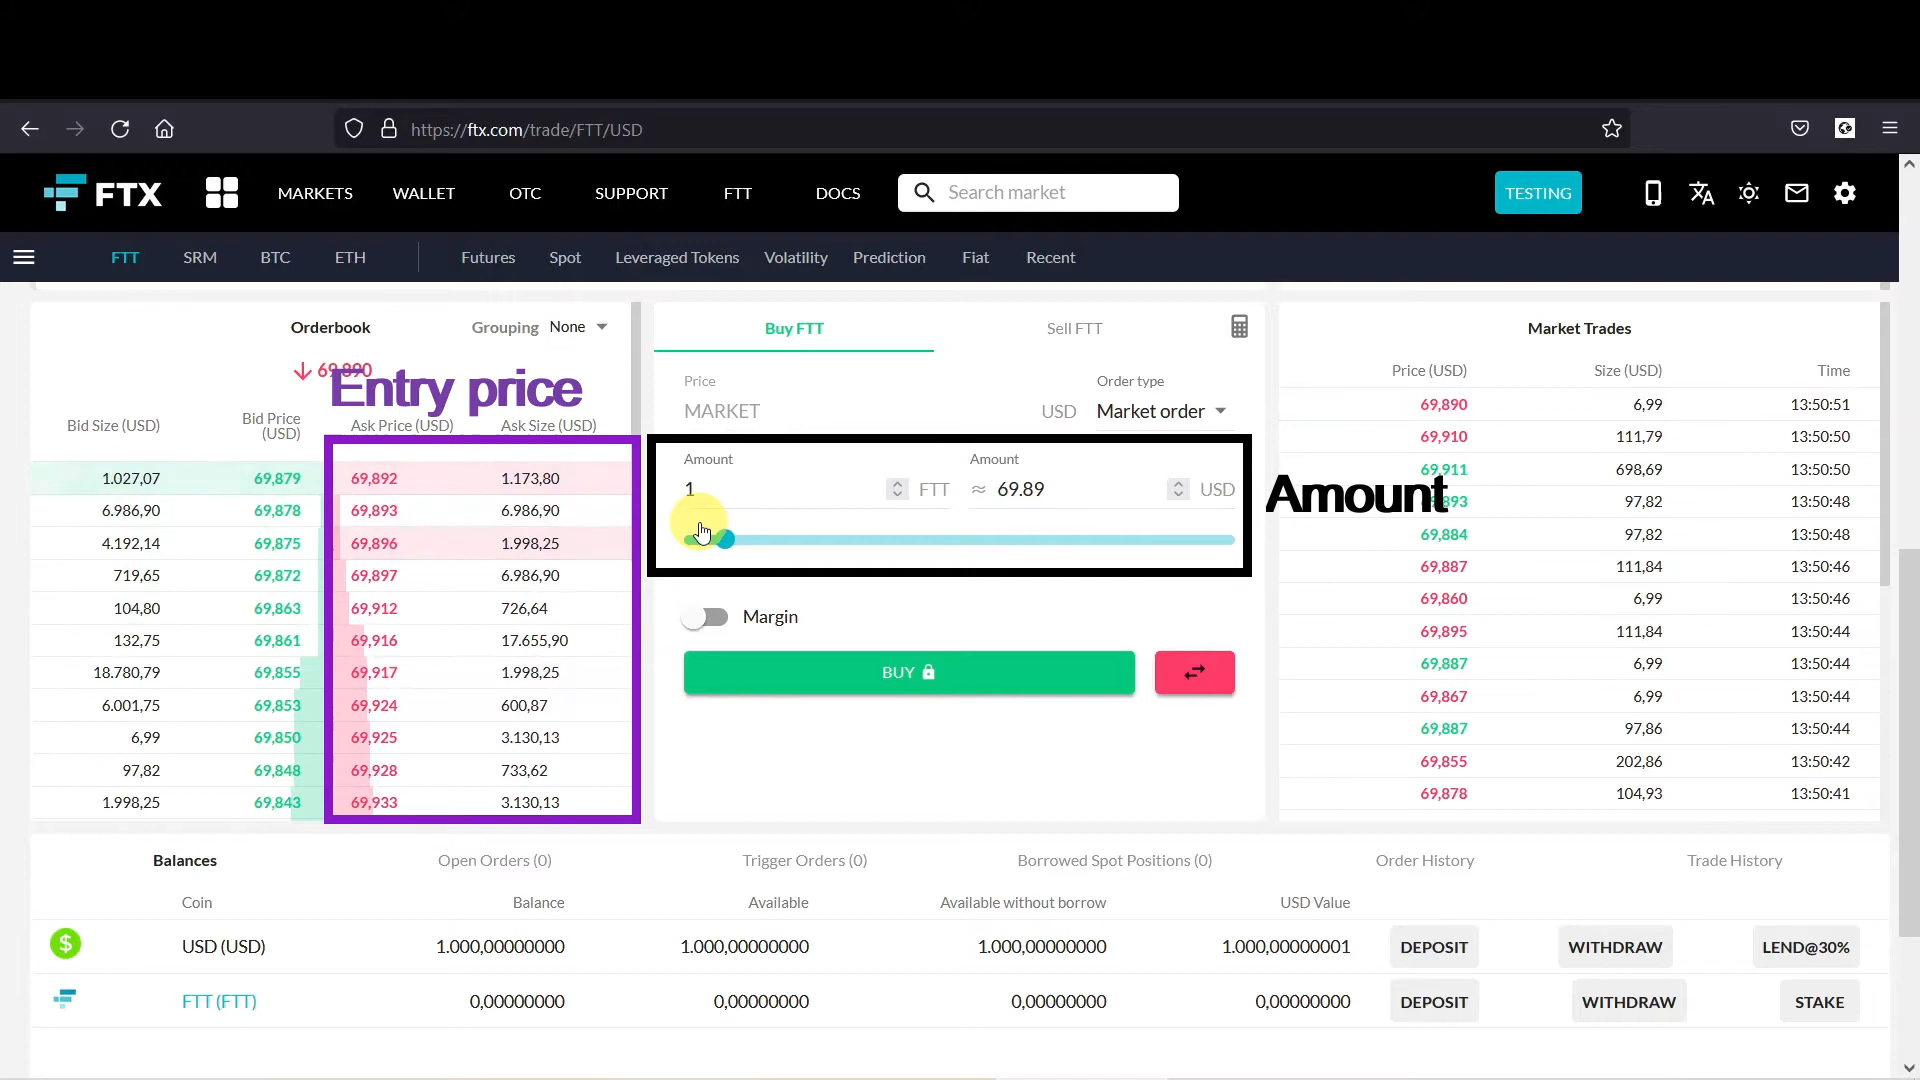 https://ftx.com/trade/FTT/USD
FTX MARKETS WALLET OTC SUPPORT FTT DOCS Search market TESTING
FTT SRM BTC ETH Futures Spot Leveraged Tokens Volatility Prediction Fiat Recent
Orderbook Grouping None
69,890
Entry price
Bid Size (USD) Bid Price (USD) Ask Price (USD) Ask Size (USD)
1.027,07 69,879 69,892 1.173,80
6.986,90 69,878 69,893 6.986,90
4.192,14 69,875 69,896 1.998,25
719,65 69,872 69,897 6.986,90
104,80 69,863 69,912 726,64
132,75 69,861 69,916 17.655,90
18.780,79 69,855 69,917 1.998,25
6.001,75 69,853 69,924 600,87
6,99 69,850 69,925 3.130,13
97,82 69,848 69,928 733,62
1.998,25 69,843 69,933 3.130,13
Buy FTT Sell FTT
Price Order type
MARKET USD Market order
Amount Amount
1 FTT ≈ 69.89 USD
Amount
Margin
BUY
Market Trades
Price (USD) Size (USD) Time
69,890 6,99 13:50:51
69,910 111,79 13:50:50
69,911 698,69 13:50:50
97,82 13:50:48
69,884 97,82 13:50:48
69,887 111,84 13:50:46
69,860 6,99 13:50:46
69,895 111,84 13:50:44
69,887 6,99 13:50:44
69,867 6,99 13:50:44
69,887 97,86 13:50:44
69,855 202,86 13:50:42
69,878 104,93 13:50:41
Balances Open Orders (0) Trigger Orders (0) Borrowed Spot Positions (0) Order History Trade History
Coin Balance Available Available without borrow USD Value
USD (USD) 1.000,00000000 1.000,00000000 1.000,00000000 1.000,00000001 DEPOSIT WITHDRAW LEND@30%
FTT (FTT) 0,00000000 0,00000000 0,00000000 0,00000000 DEPOSIT WITHDRAW STAKE